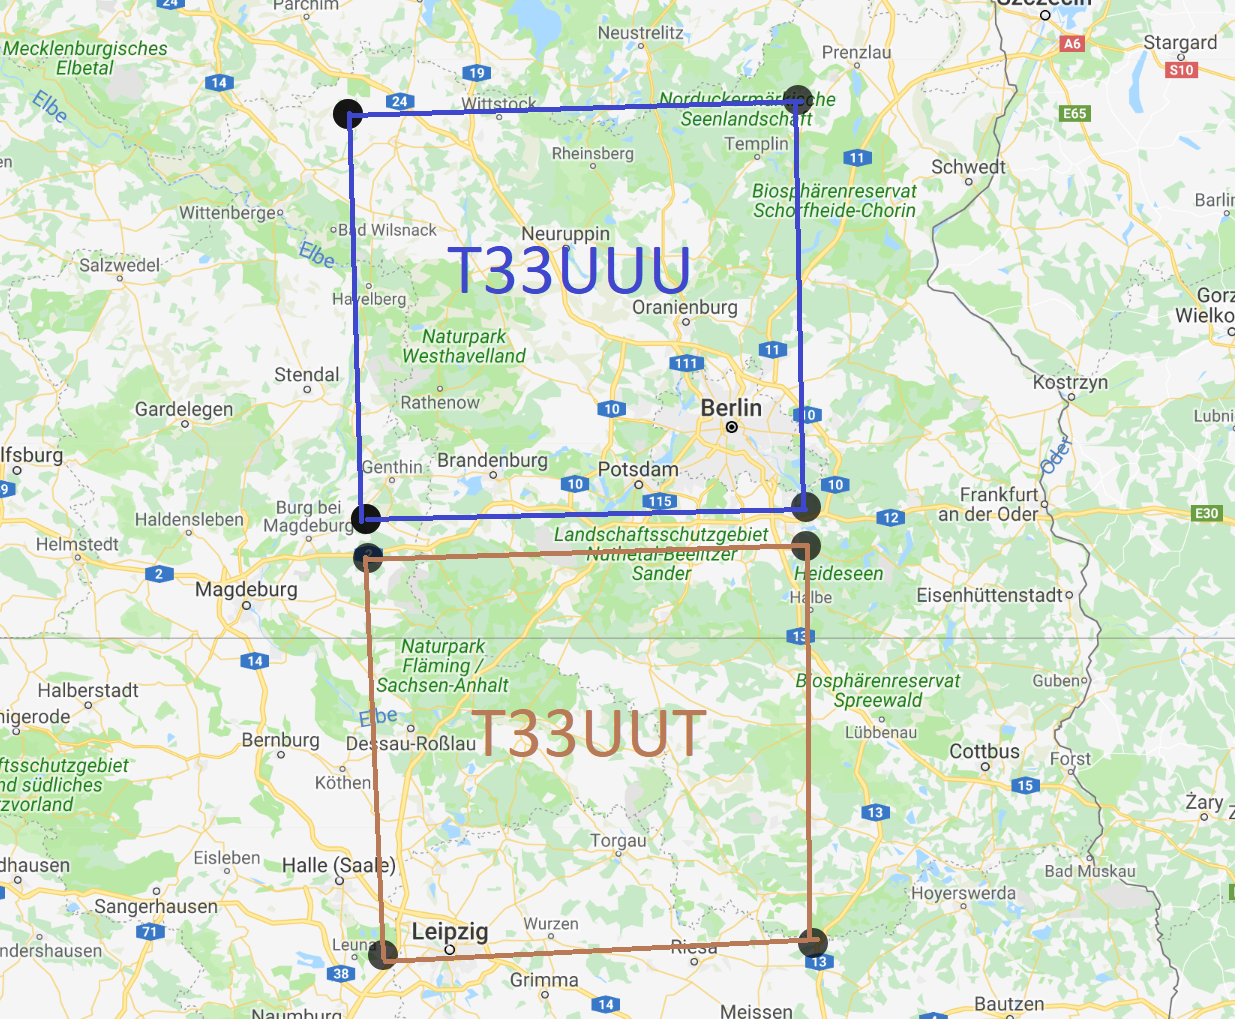 24
Parchim
Szczecin
Mecklenburgisches
Elbetal
Neustrelitz
Prenzlau
A6
Stargard
S10
14
19
Elbe
24
Wittstock
Norduckermärkische
Seenlandschaft
E65
Rheinsberg
Templin
11
Schwedt
Biosphärenreservat
Schorfheide-Chorin
Wittenberge
Bad Wilsnack
Elbe
Neuruppin
Salzwedel
T33UUU
Havelberg
Oranienburg
Gorz
Wielko
Naturpark
Westhavelland
11
111
Stendal
Kostrzyn
Gardelegen
Rathenow
10
Berlin
10
Lubni
lfsburg
Genthin
Brandenburg
Potsdam
Oder
9
10
115
10
Haldensleben
Burg bei
Magdeburg
Frankfurt
an der Oder
12
E30
Helmstedt
Landschaftsschutzgebiet
Nuthetal-Beelitzer
Sander
2
2
Heideseen
Magdeburg
Halbe
Eisenhüttenstadt
13
14
Naturpark
Fläming /
Sachsen-Anhalt
Halberstadt
Biosphärenreservat
Spreewald
Guben
nigerode
Elbe
T33UUT
Bernburg
Dessau-Roßlau
Lübbenau
Cottbus
Forst
ftsschutzgebiet
nd südliches
zvorland
Köthen
15
Żary
13
Torgau
Eisleben
Halle (Saale)
dhausen
Bad Muskau
Sangerhausen
Hoyerswerda
71
Leuna
Leipzig
Wurzen
Riesa
ndershausen
38
13
Grimma
14
Naumburg
Meissen
Bautzen
4